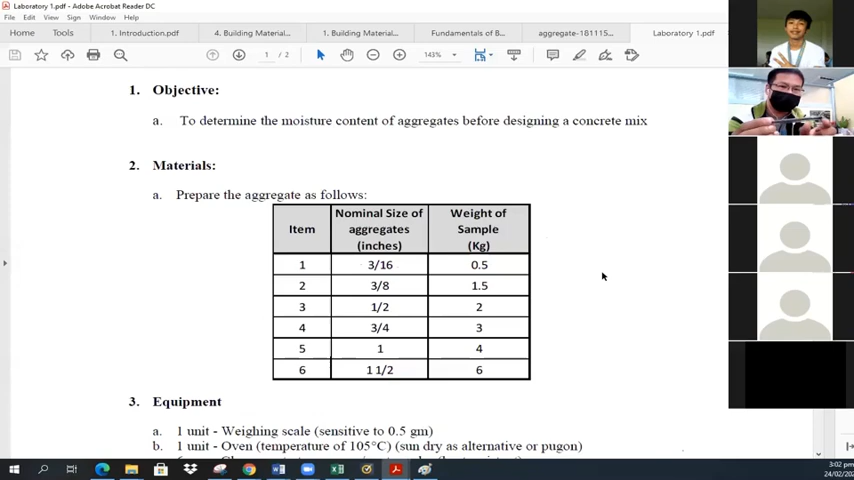 Laboratory 1.pdf - Adobe Acrobat Reader DC
File Edit View Sign Window Help
Home Tools 1. Introduction.pdf 4. Building Material... 1. Building Material... Fundamentals of B... aggregate-181115... Laboratory 1.pdf
1 / 2 143%
1. Objective:
a. To determine the moisture content of aggregates before designing a concrete mix
2. Materials:
a. Prepare the aggregate as follows:
Item Nominal Size of aggregates (inches) Weight of Sample (Kg)
1 3/16 0.5
2 3/8 1.5
3 1/2 2
4 3/4 3
5 1 4
6 1 1/2 6
3. Equipment
a. 1 unit - Weighing scale (sensitive to 0.5 gm)
b. 1 unit - Oven (temperature of 105°C) (sun dry as alternative or pugon)
3:02 pm
24/02/